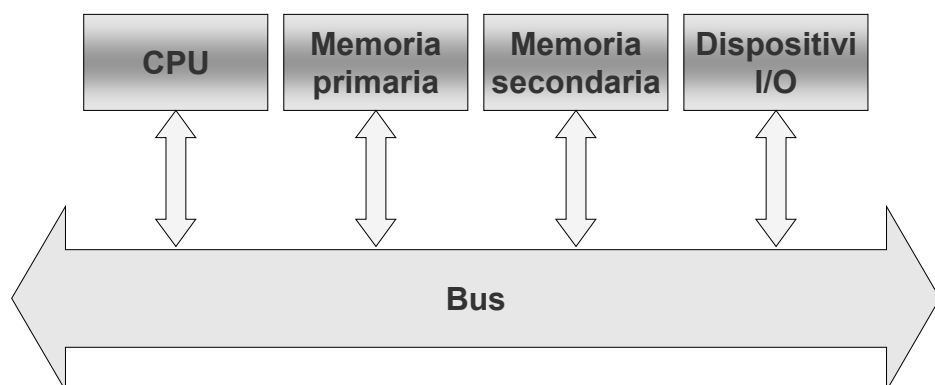 CPU
Memoria
primaria
Memoria
secondaria
Dispositivi
I/O
Bus